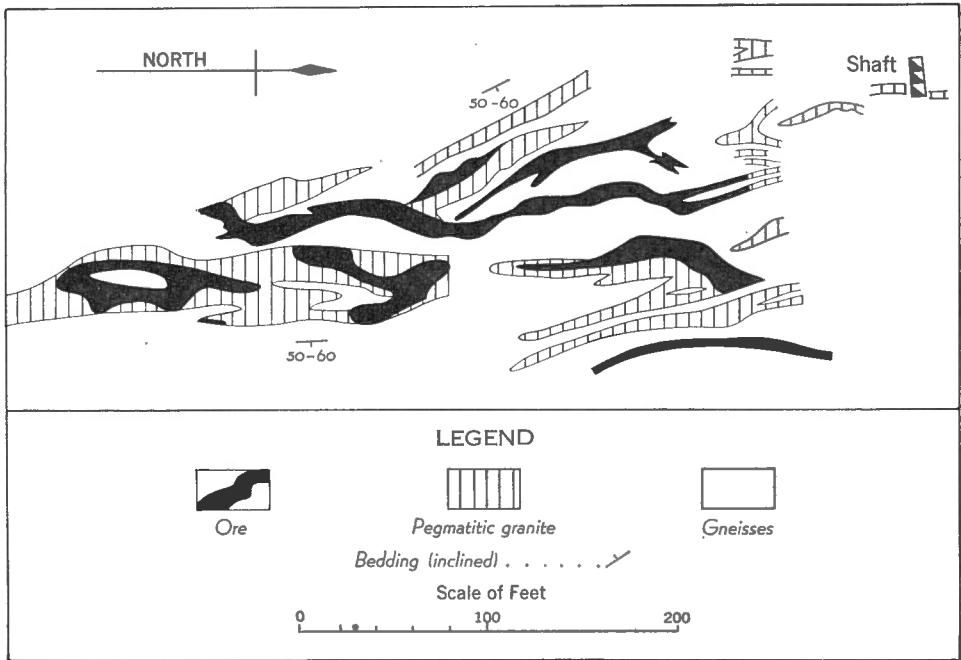 NORTH
Shaft
50-60
50-60
LEGEND
Ore
Pegmatitic granite
Gneisses
Bedding (inclined) . . . . . .
Scale of Feet
0 100 200